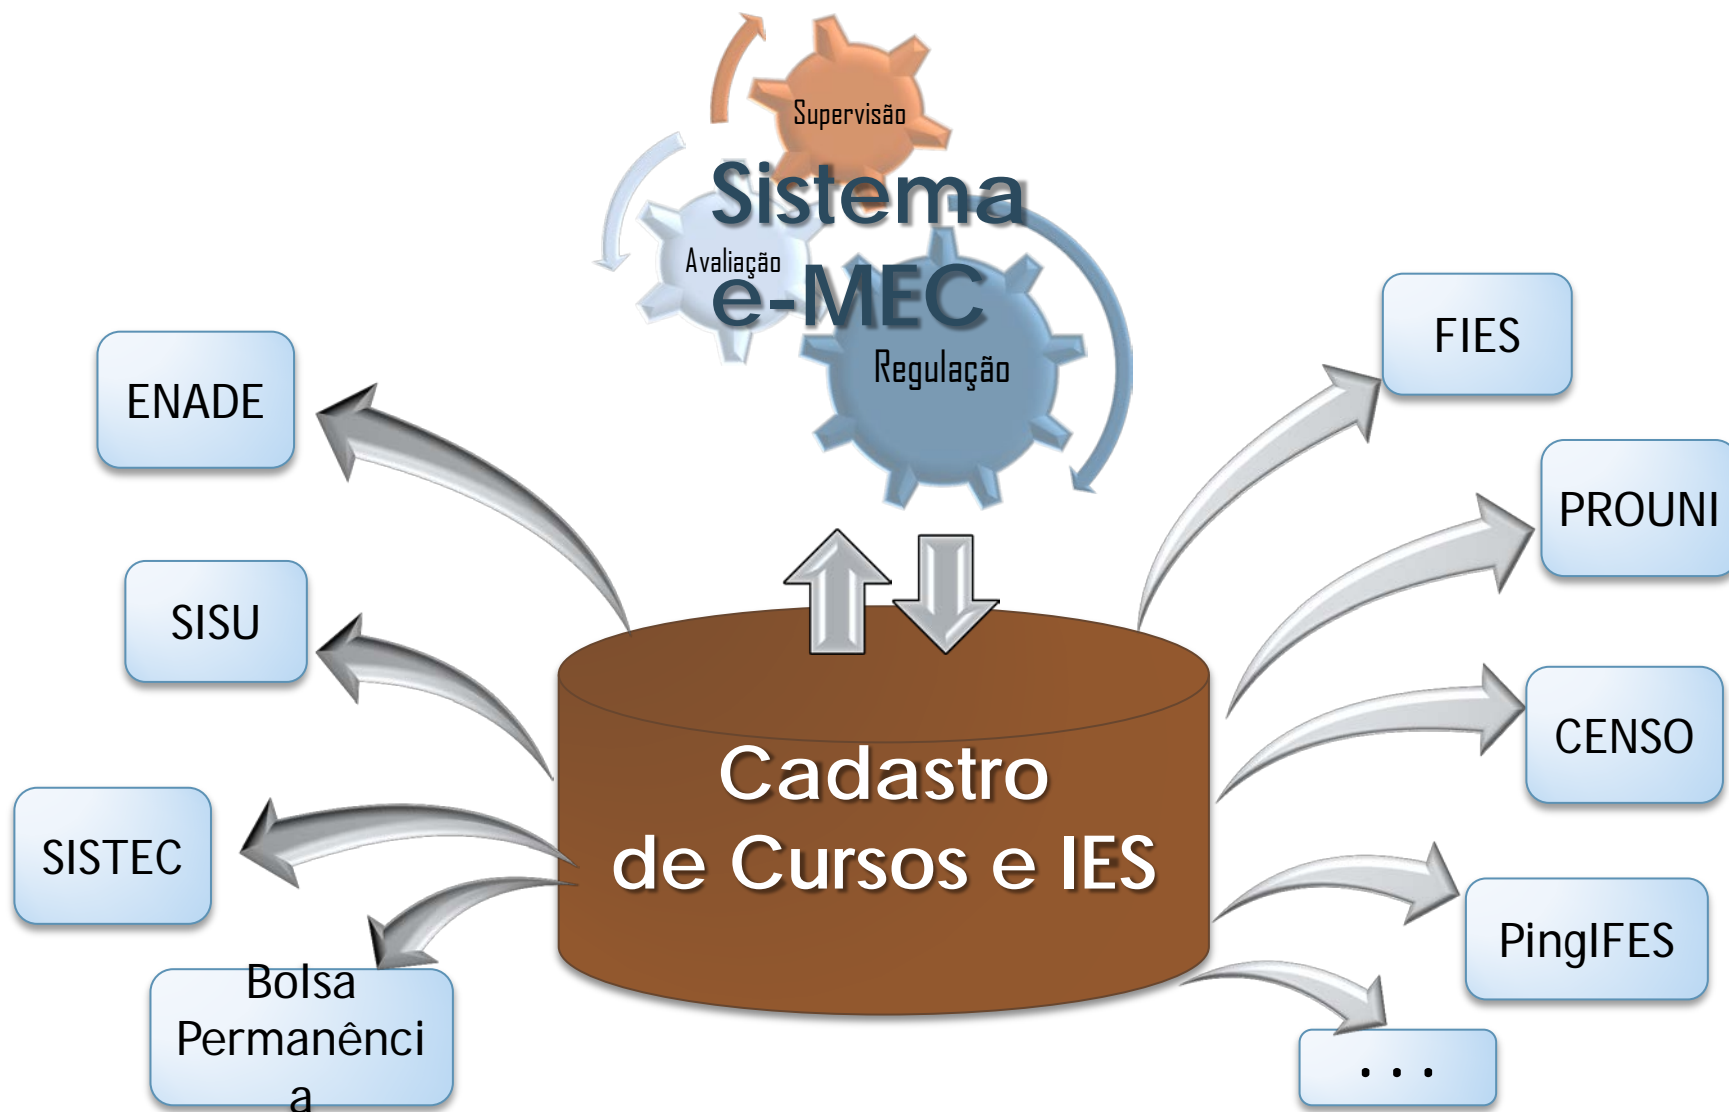 Supervisão
Sistema
Avaliação
e-MEC
Regulação
ENADE
SISU
SISTEC
Bolsa
Permanênci
a
Cadastro
de Cursos e IES
FIES
PROUNI
CENSO
PingIFES
. . .